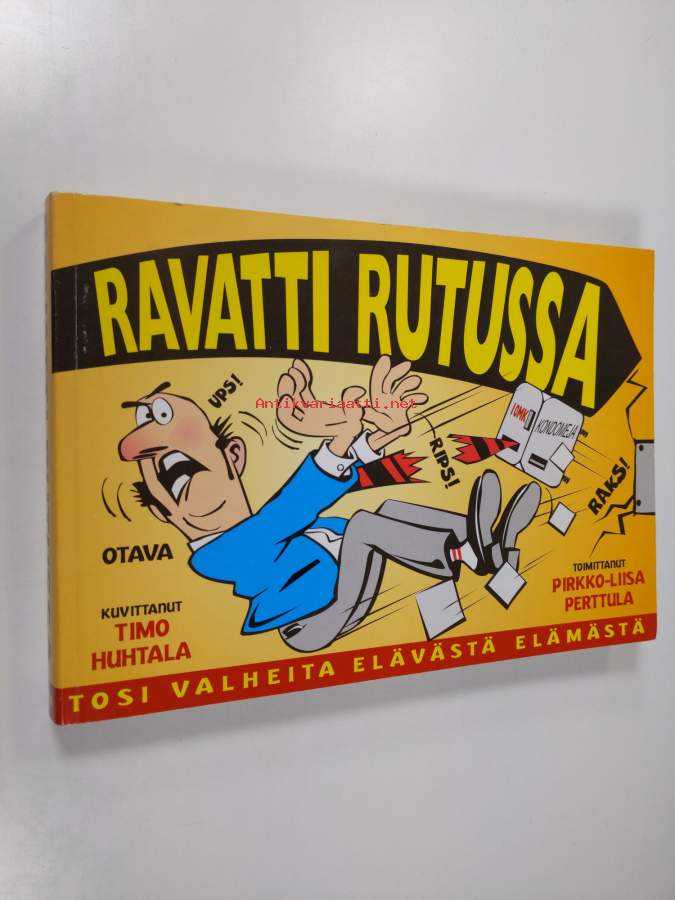 RAVATTI RUTUSSA
UPS!
Antikvariaatti.net
10MK
KONDOMEJA
RIPS!
RAKS!
OTAVA
KUVITTANUT
TIMO
HUHTALA
TOIMITTANUT
PIRKKO-LIISA
PERTTULA
TOSI VALHEITA ELÄVÄSTÄ ELÄMÄSTÄ